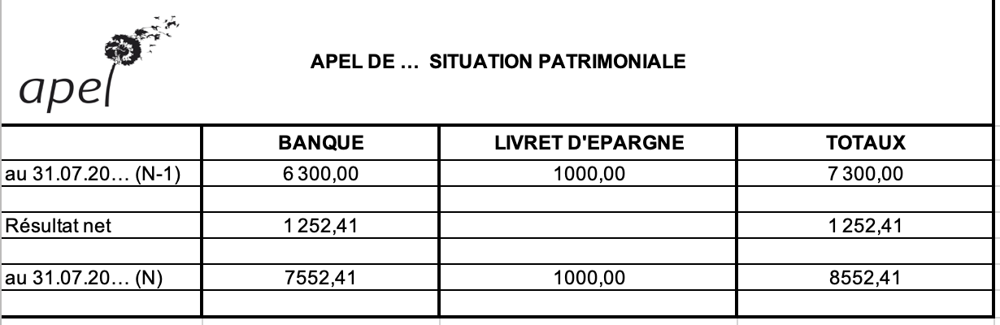 apel
APEL DE … SITUATION PATRIMONIALE
BANQUE LIVRET D'EPARGNE TOTAUX
au 31.07.20… (N-1) 6 300,00 1000,00 7 300,00
Résultat net 1 252,41 1 252,41
au 31.07.20… (N) 7552,41 1000,00 8552,41